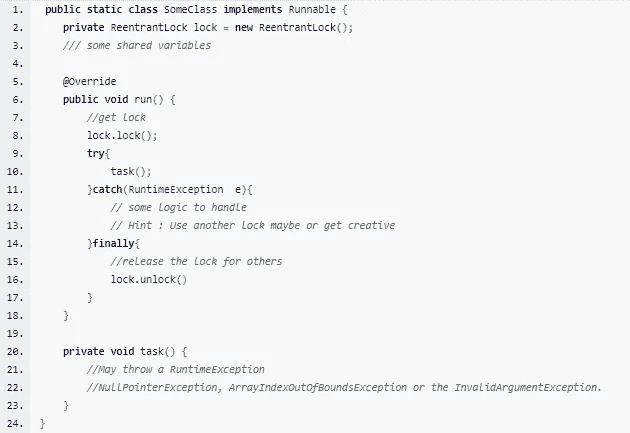 1. public static class SomeClass implements Runnable {
2. private ReentrantLock lock = new ReentrantLock();
3. /// some shared variables
4.
5. @Override
6. public void run() {
7. //get lock
8. lock.lock();
9. try{
10. task();
11. }catch(RuntimeException e){
12. // some logic to handle
13. // Hint : Use another lock maybe or get creative
14. }finally{
15. //release the lock for others
16. lock.unlock()
17. }
18. }
19.
20. private void task() {
21. //May throw a RuntimeException
22. //NullPointerException, ArrayIndexOutOfBoundsException or the InvalidArgumentException.
23. }
24. }